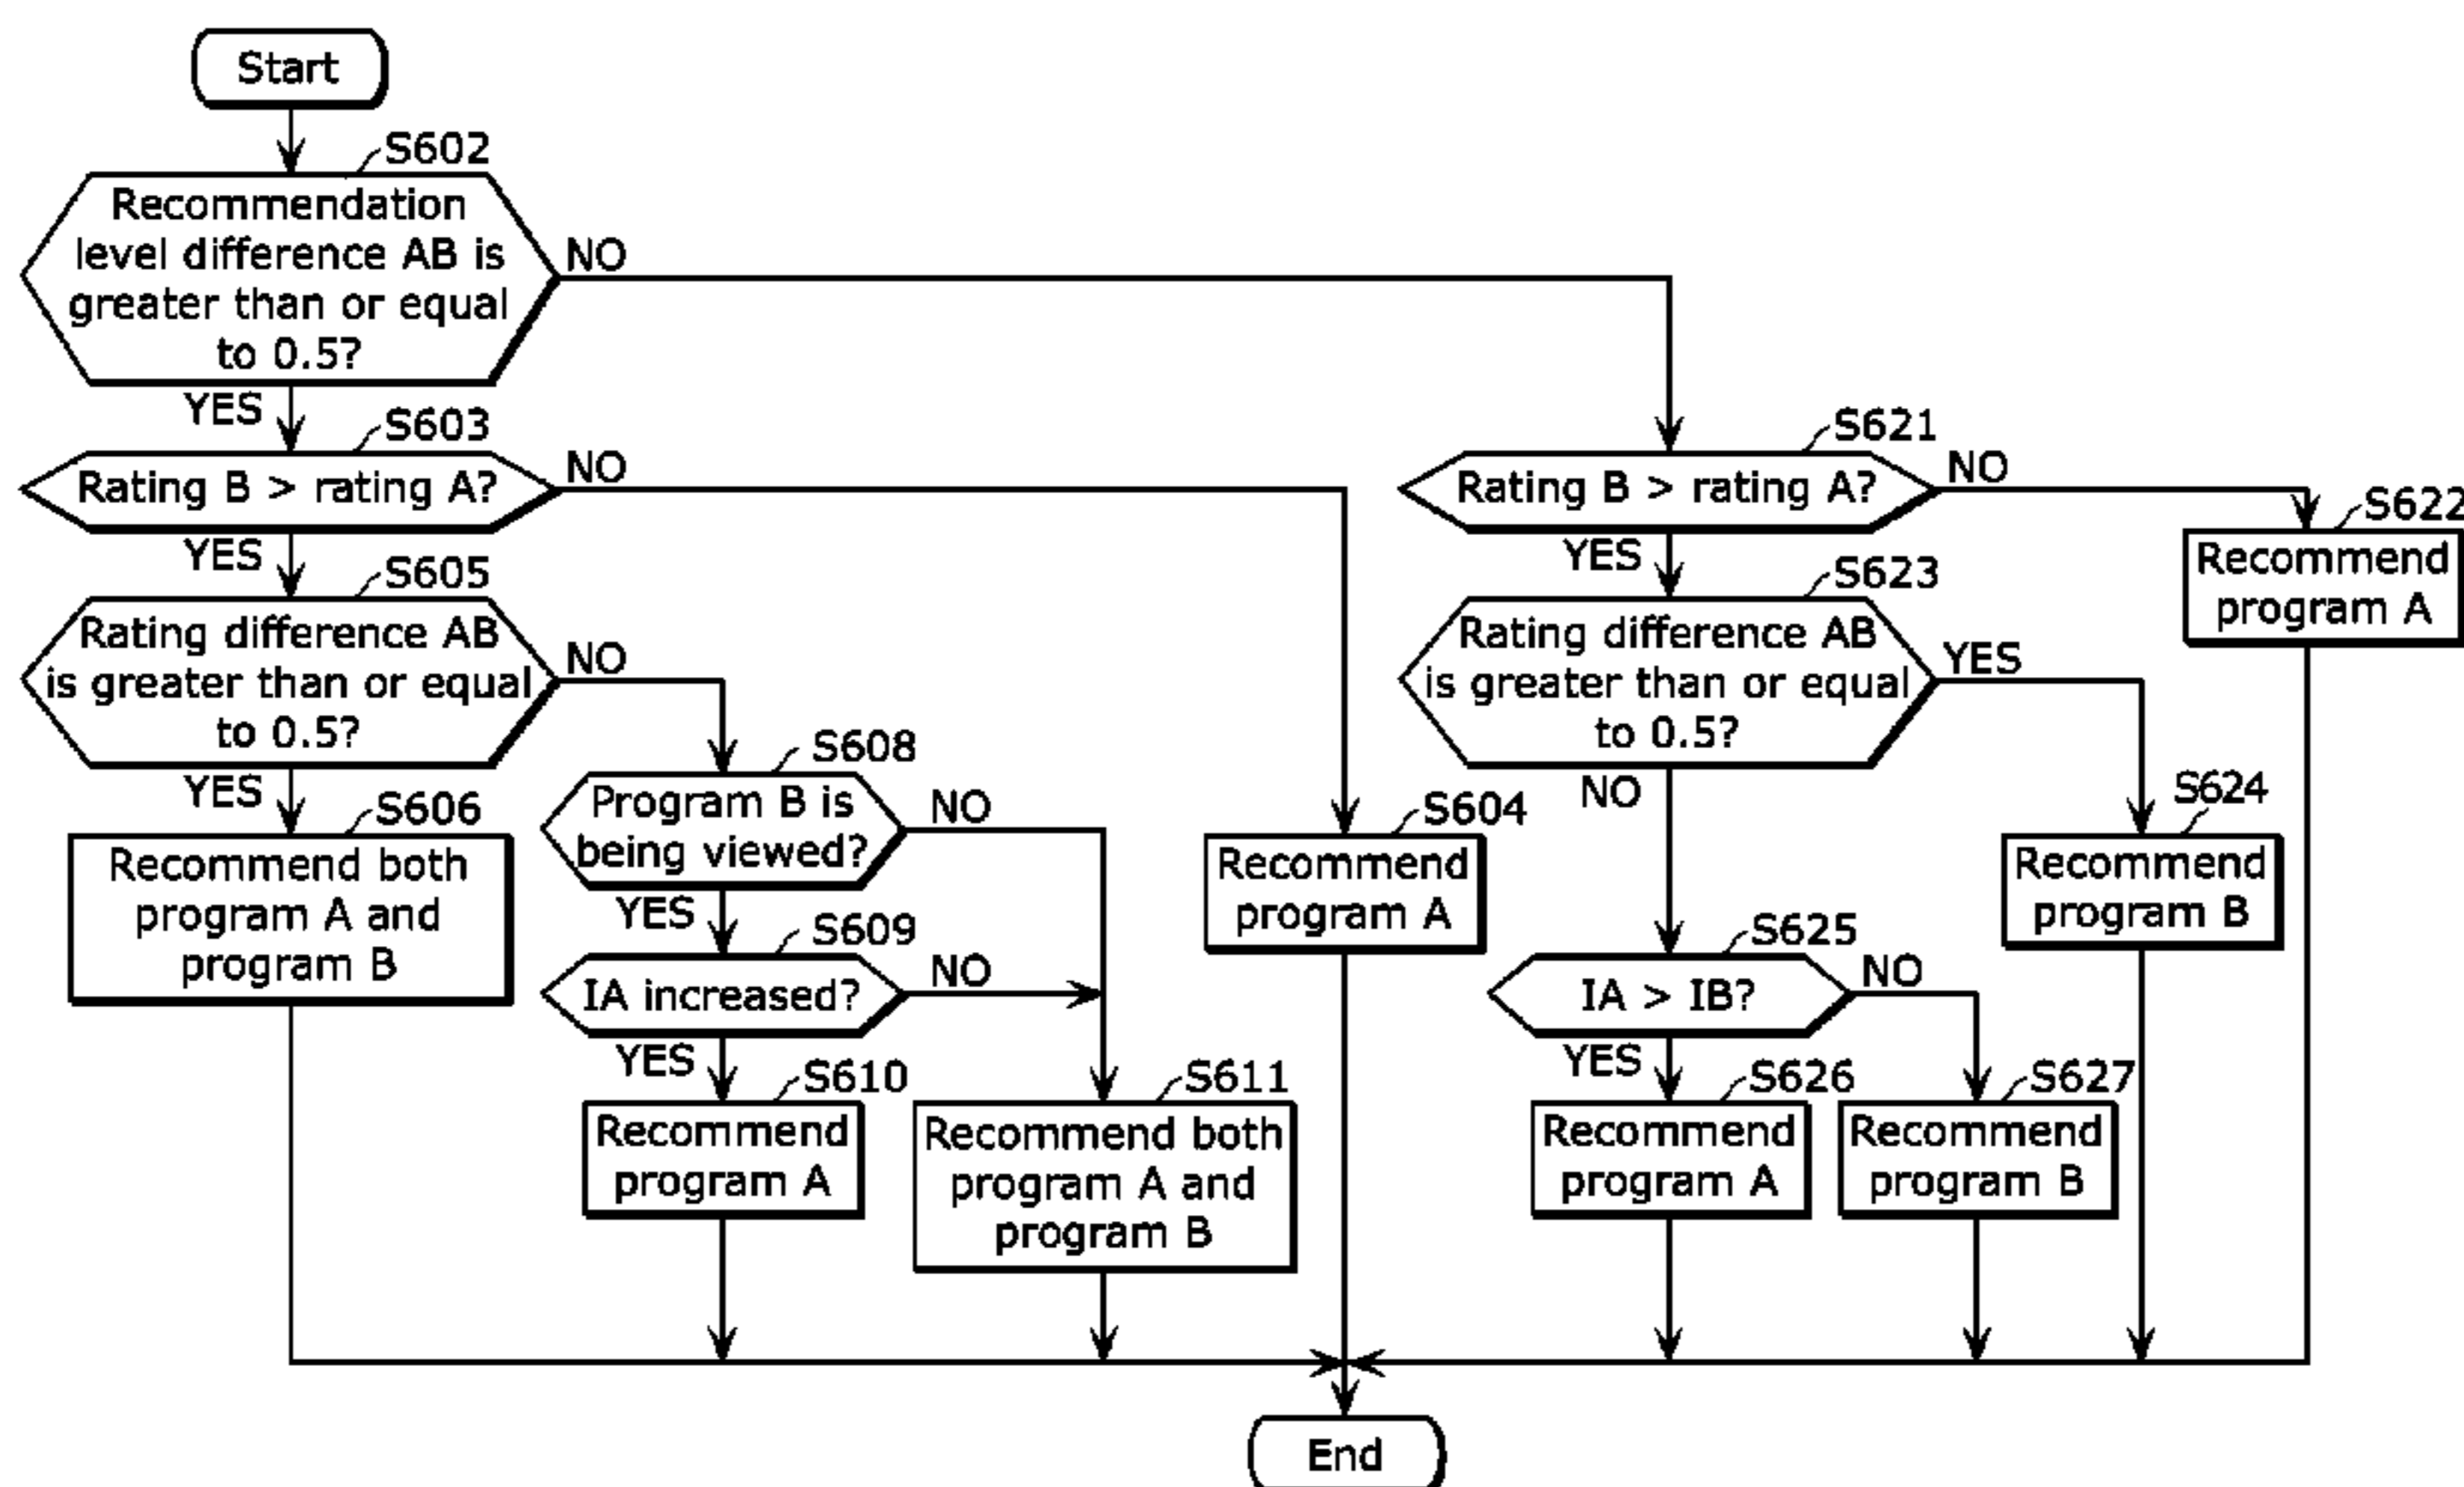 Start
S602
Recommendation
level difference AB is
greater than or equal
to 0.5?
NO
YES
S603
Rating B > rating A?
NO
YES
S605
Rating difference AB
is greater than or equal
to 0.5?
NO
YES
S606
Recommend both
program A and
program B
S608
Program B is
being viewed?
NO
YES
S609
IA increased?
NO
YES
S610
Recommend
program A
S611
Recommend both
program A and
program B
S604
Recommend
program A
S621
Rating B > rating A?
NO
YES
S622
Recommend
program A
S623
Rating difference AB
is greater than or equal
to 0.5?
YES
NO
S624
Recommend
program B
S625
IA > IB?
NO
YES
S626
Recommend
program A
S627
Recommend
program B
End